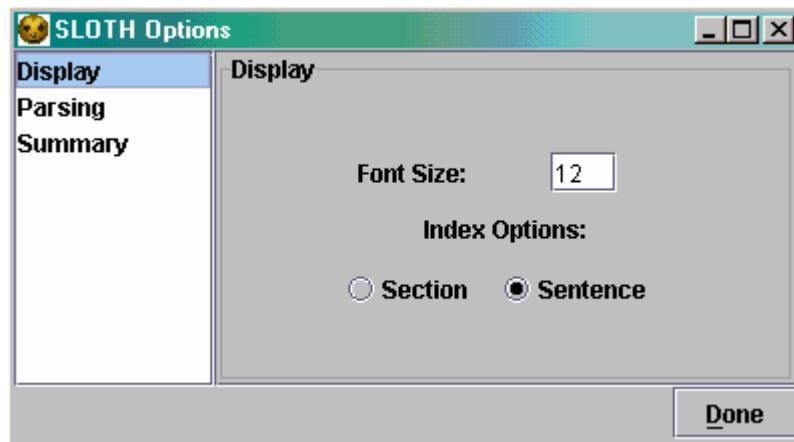 SLOTH Options
Display
Parsing
Summary
Display
Font Size: 12
Index Options:
Section Sentence
Done